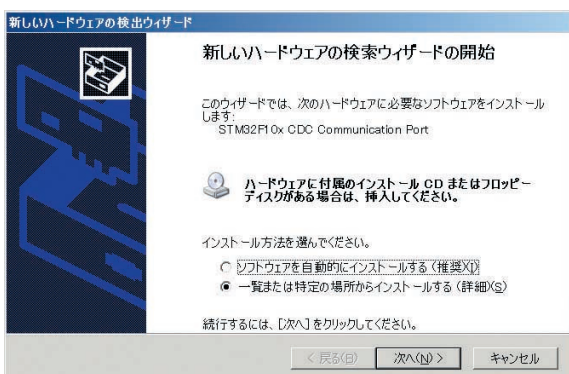 新しいハードウェアの検出ウィザード
新しいハードウェアの検索ウィザードの開始
このウィザードでは、次のハードウェアに必要なソフトウェアをインストール
します:
STM32F10x CDC Communication Port
ハードウェアに付属のインストール CD またはフロッピー
ディスクがある場合は、挿入してください。
インストール方法を選んでください。
ソフトウェアを自動的にインストールする (推奨)(I)
一覧または特定の場所からインストールする (詳細)(S)
続行するには、[次へ] をクリックしてください。
< 戻る(B) 次へ(N) > キャンセル